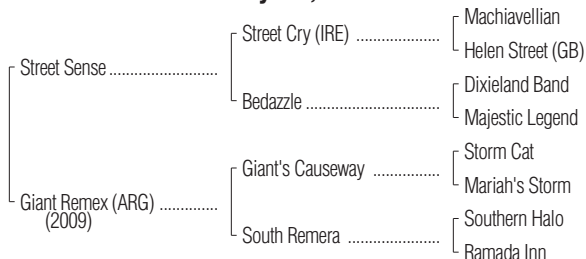 Machiavellian
Street Cry (IRE) ..................
Helen Street (GB)
Street Sense ........................
Dixieland Band
Bedazzle .............................
Majestic Legend
Storm Cat
Giant's Causeway ..............
Mariah's Storm
Giant Remex (ARG) .............
(2009)
Southern Halo
South Remera ....................
Ramada Inn